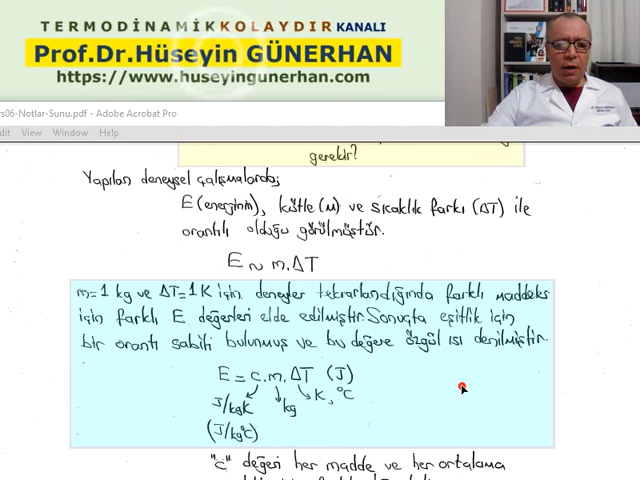 TERMODİNAMİKKOLAYDIR KANALI
Prof.Dr.Hüseyin GÜNERHAN
https://www.huseyingunerhan.com
s06-Notlar-Sunu.pdf - Adobe Acrobat Pro
dit View Window Help
gerekir?
Yapılan deneysel çalışmalarda;
E (enerjinin), kütle (m) ve sıcaklık farkı (ΔT) ile
orantılı olduğu görülmüştür.
E ~ m.ΔT
m=1 kg ve ΔT=1K için deneyler tekrarlandığında farklı maddeler
için farklı E değerleri elde edilmiştir. Sonuçta eşitlik için
bir orantı sabiti bulunmuş ve bu değere özgül ısı denilmiştir.
E = c.m.ΔT (J)
J/kgK kg K, °C
(J/kg°C)
"c" değeri her madde ve her ortalama